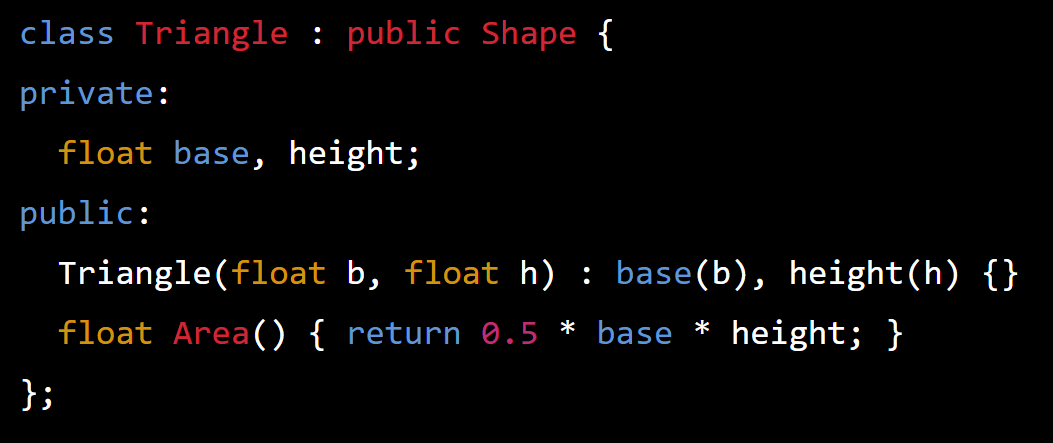 class Triangle : public Shape {
private:
  float base, height;
public:
  Triangle(float b, float h) : base(b), height(h) {}
  float Area() { return 0.5 * base * height; }
};